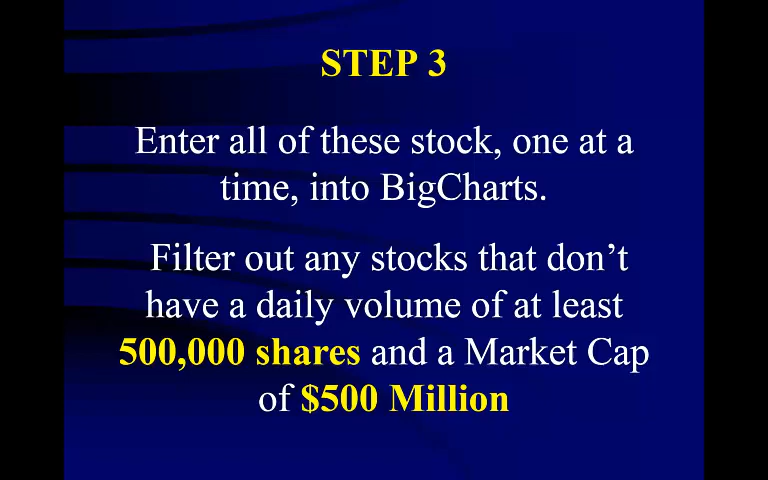 STEP 3
Enter all of these stock, one at a
time, into BigCharts.
Filter out any stocks that don’t
have a daily volume of at least
500,000 shares and a Market Cap
of $500 Million